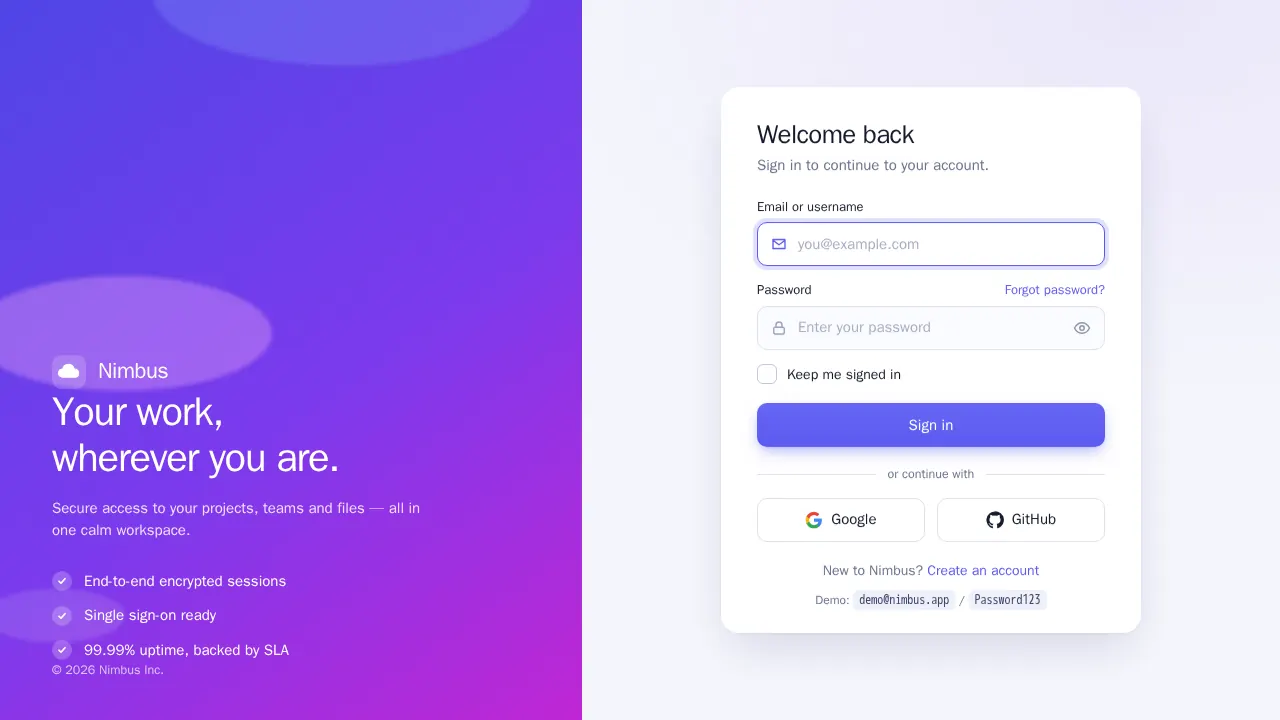 Nimbus
Your work,
wherever you are.
Secure access to your projects, teams and files — all in
one calm workspace.
End-to-end encrypted sessions
Single sign-on ready
99.99% uptime, backed by SLA
© 2026 Nimbus Inc.
Welcome back
Sign in to continue to your account.
Email or username
you@example.com
Password Forgot password?
Enter your password
Keep me signed in
Sign in
or continue with
Google GitHub
New to Nimbus? Create an account
Demo: demo@nimbus.app / Password123